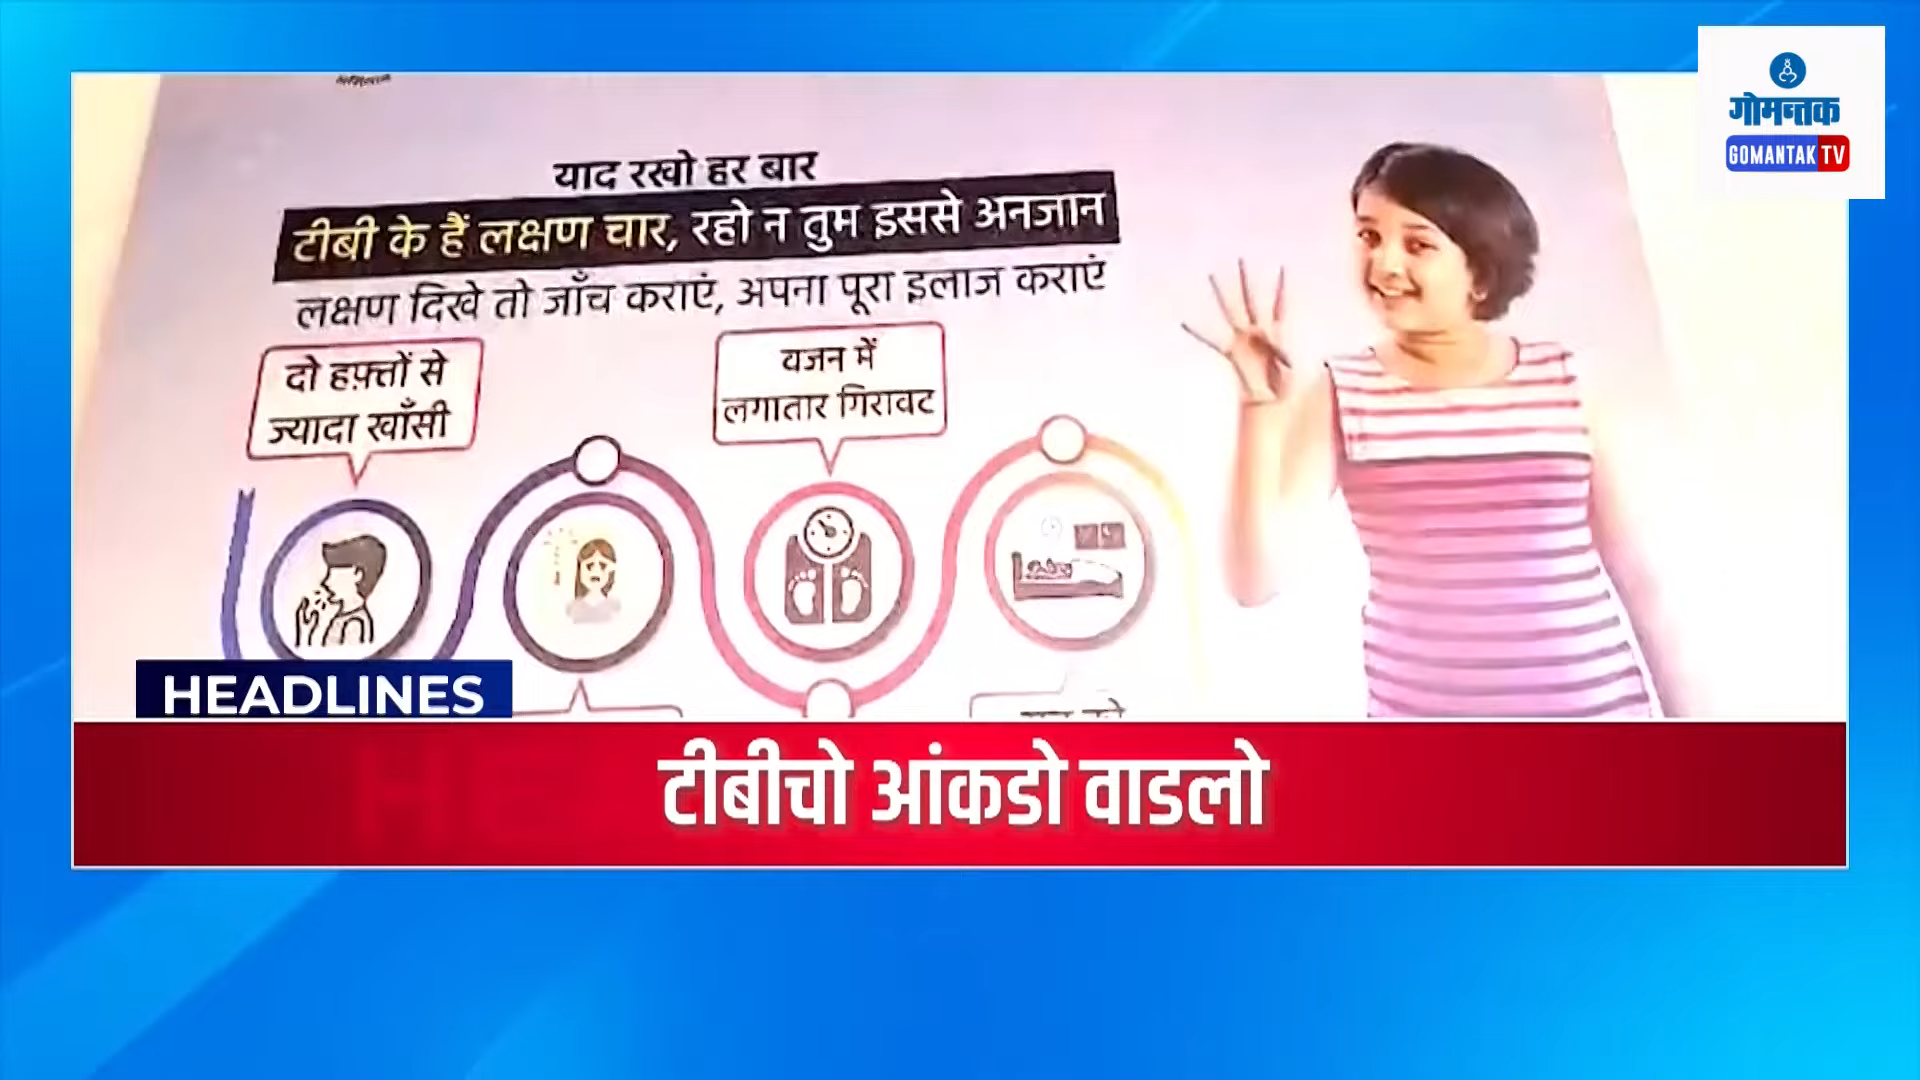 गोमन्तक
GOMANTAK TV
याद रखो हर बार
टीबी के हैं लक्षण चार, रहो न तुम इससे अनजान
लक्षण दिखे तो जाँच कराएं, अपना पूरा इलाज कराएं
दो हफ़्तों से
ज्यादा खाँसी
वजन में
लगातार गिरावट
HEADLINES
टीबीचो आंकडो वाडलो